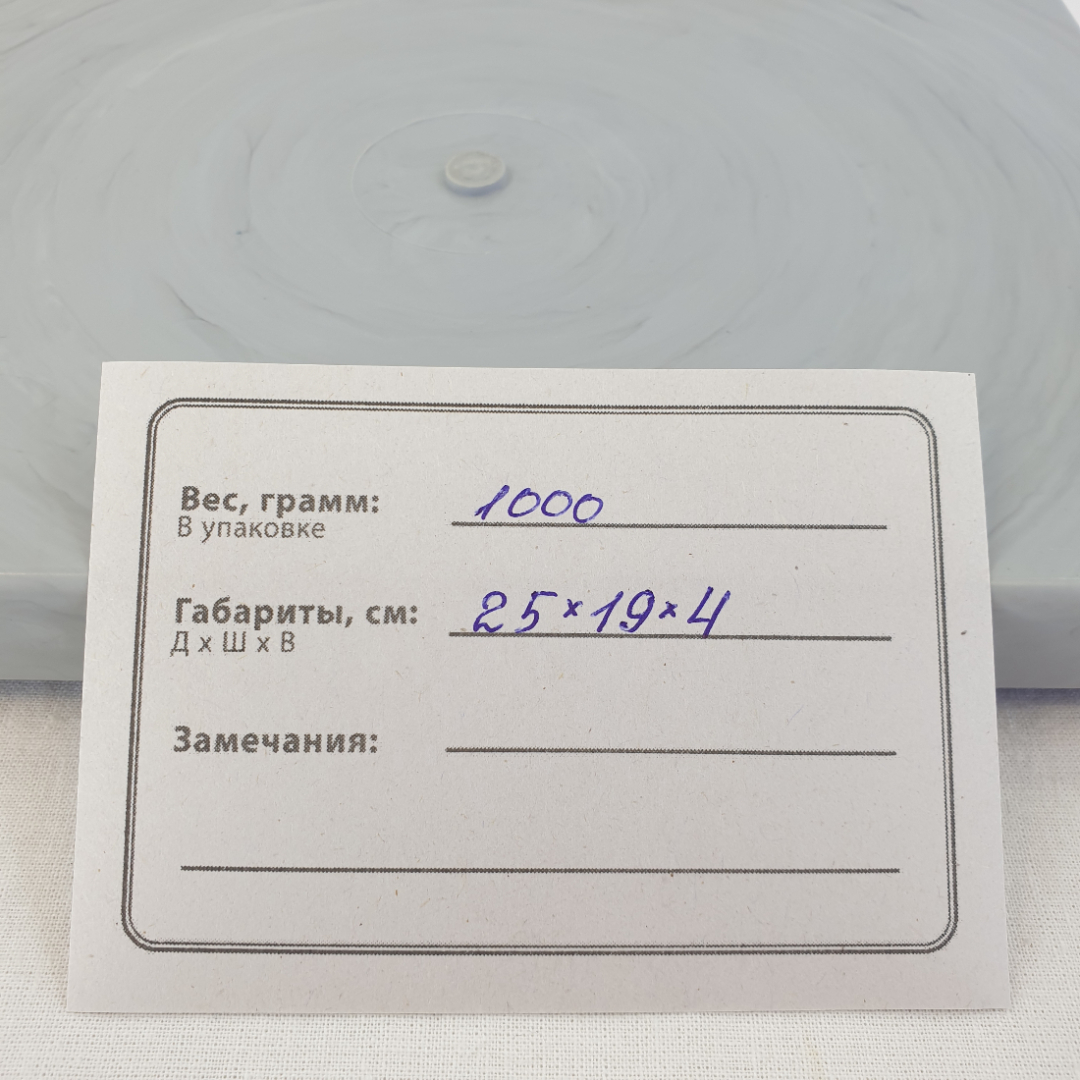 Вес, грамм: 1000
В упаковке
Габариты, см: 25×19×4
Д х Ш х В
Замечания: